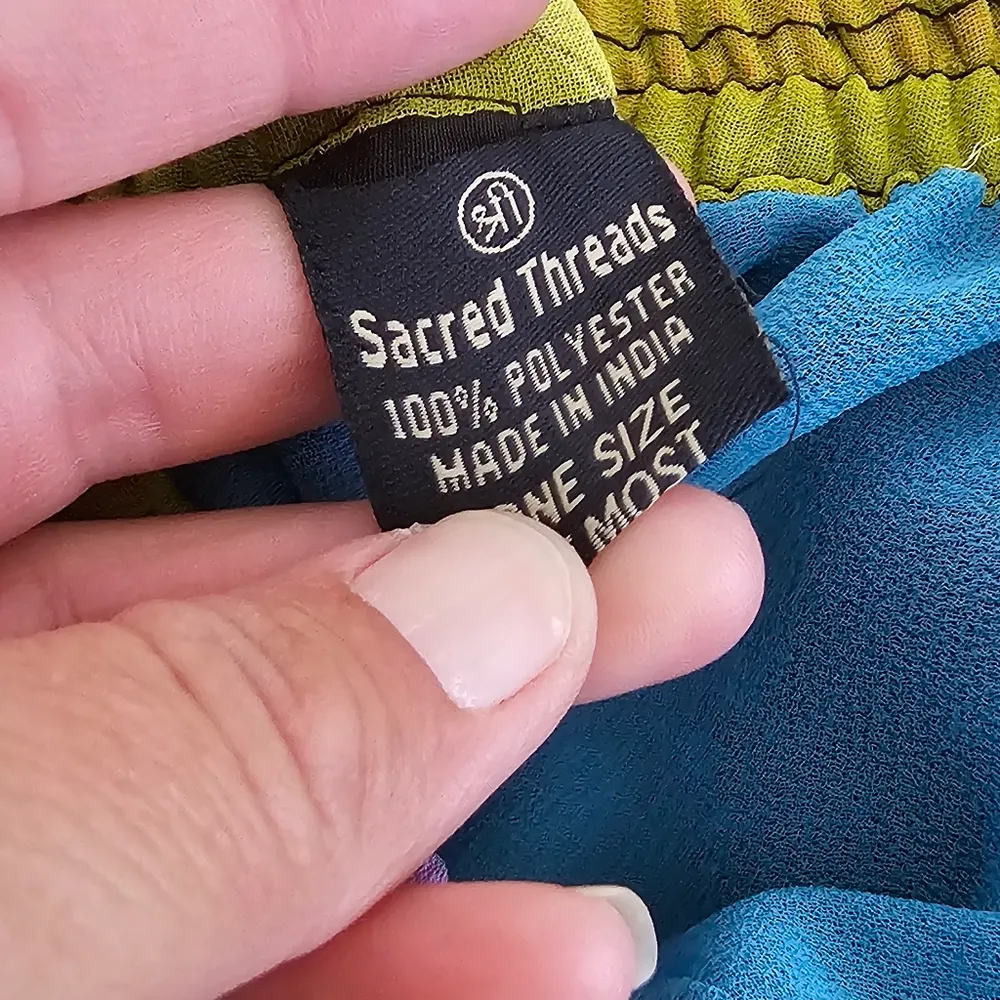 Sacred Threads
100% POLYESTER
MADE IN INDIA
SIZE
MOST